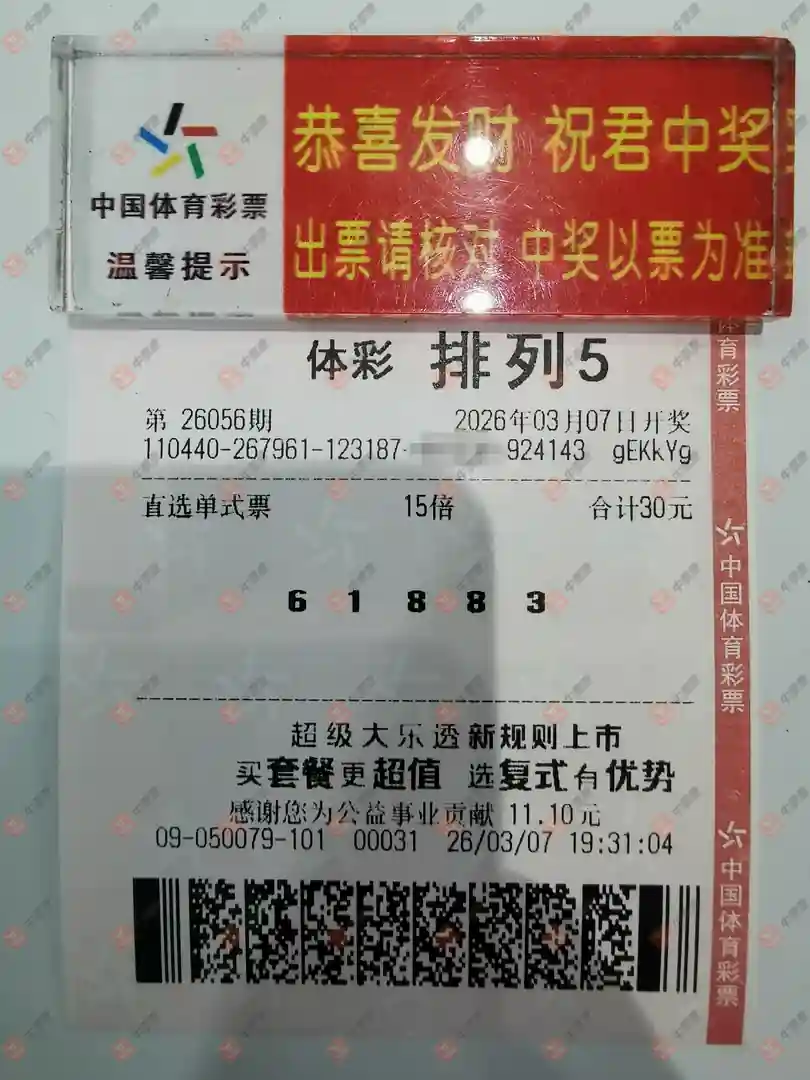 恭喜发财 祝君中奖
中国体育彩票
温馨提示
出票请核对 中奖以票为准
体彩 排列5
第 26056期 2026年03月07日开奖
110440-267961-123187- 924143 gEKkYg
直选单式票 15倍 合计30元
6 1 8 8 3
超级大乐透新规则上市
买套餐更超值 选复式有优势
感谢您为公益事业贡献 11.10元
09-050079-101 00031 26/03/07 19:31:04
体育彩票
中国体育彩票
中国体育彩票